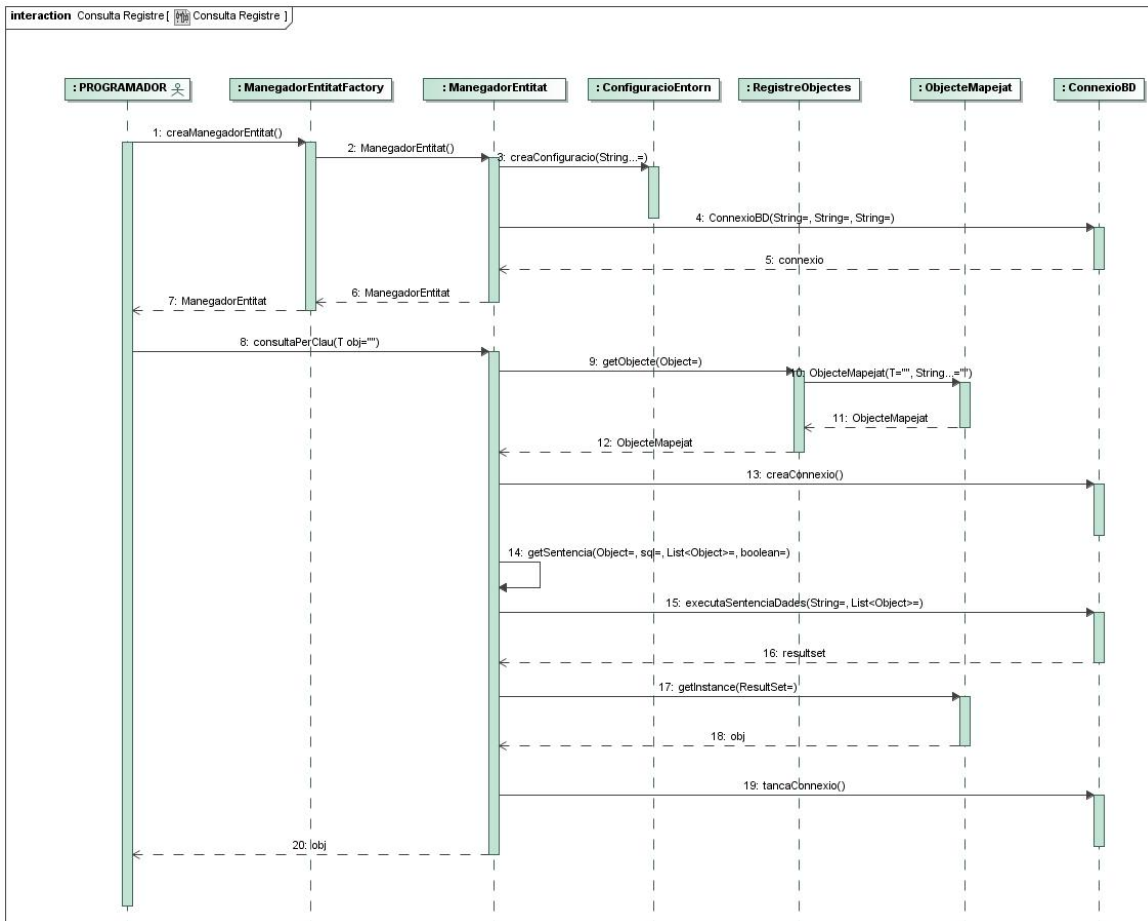 interaction Consulta Registre [ Consulta Registre ]
: PROGRAMADOR
: ManegadorEntitatFactory
: ManegadorEntitat
: ConfiguracioEntorn
: RegistreObjectes
: ObjecteMapejat
: ConnexioBD
1: creaManegadorEntitat()
2: ManegadorEntitat()
3: creaConfiguracio(String...=)
4: ConnexioBD(String=, String=, String=)
5: connexio
6: ManegadorEntitat
7: ManegadorEntitat
8: consultaPerClau(T obj="")
9: getObjecte(Object=)
10: ObjecteMapejat(T="", String...="")
11: ObjecteMapejat
12: ObjecteMapejat
13: creaConnexio()
14: getSentencia(Object=, sql=, List<Object>=, boolean=)
15: executaSentenciaDades(String=, List<Object>=)
16: resultset
17: getInstance(ResultSet=)
18: obj
19: tancaConnexio()
20: obj